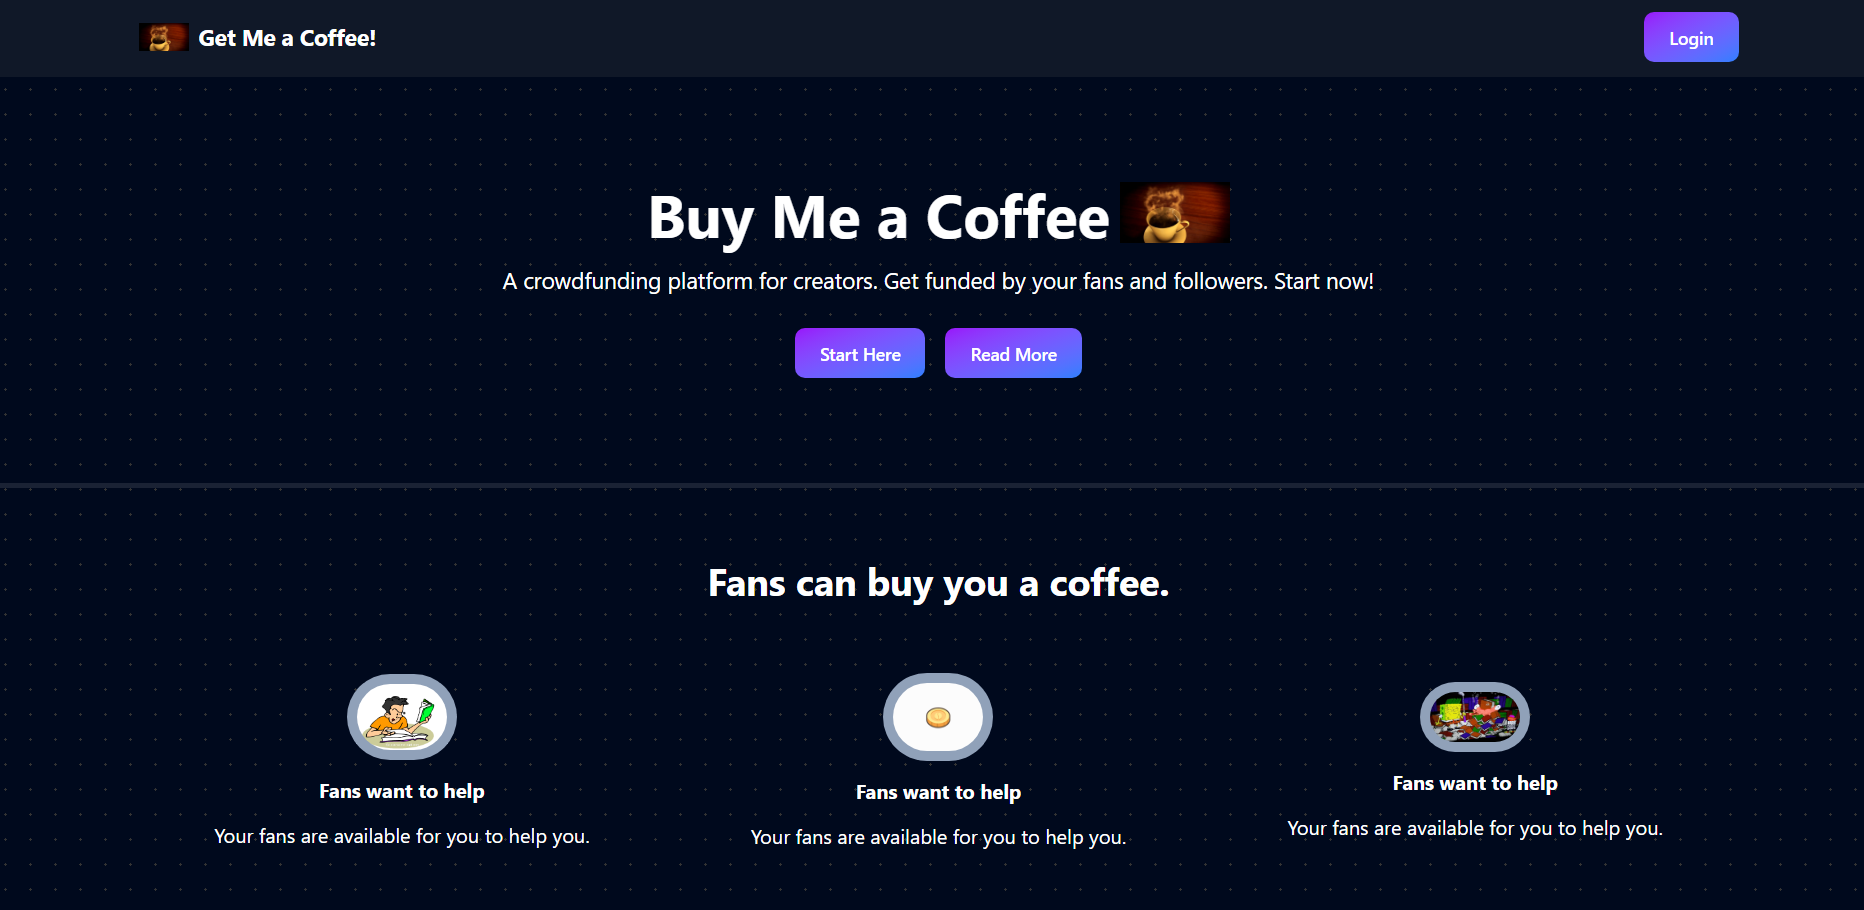 Get Me a Coffee!
Login
Buy Me a Coffee
A crowdfunding platform for creators. Get funded by your fans and followers. Start now!
Start Here
Read More
Fans can buy you a coffee.
Fans want to help
Your fans are available for you to help you.
Fans want to help
Your fans are available for you to help you.
Fans want to help
Your fans are available for you to help you.